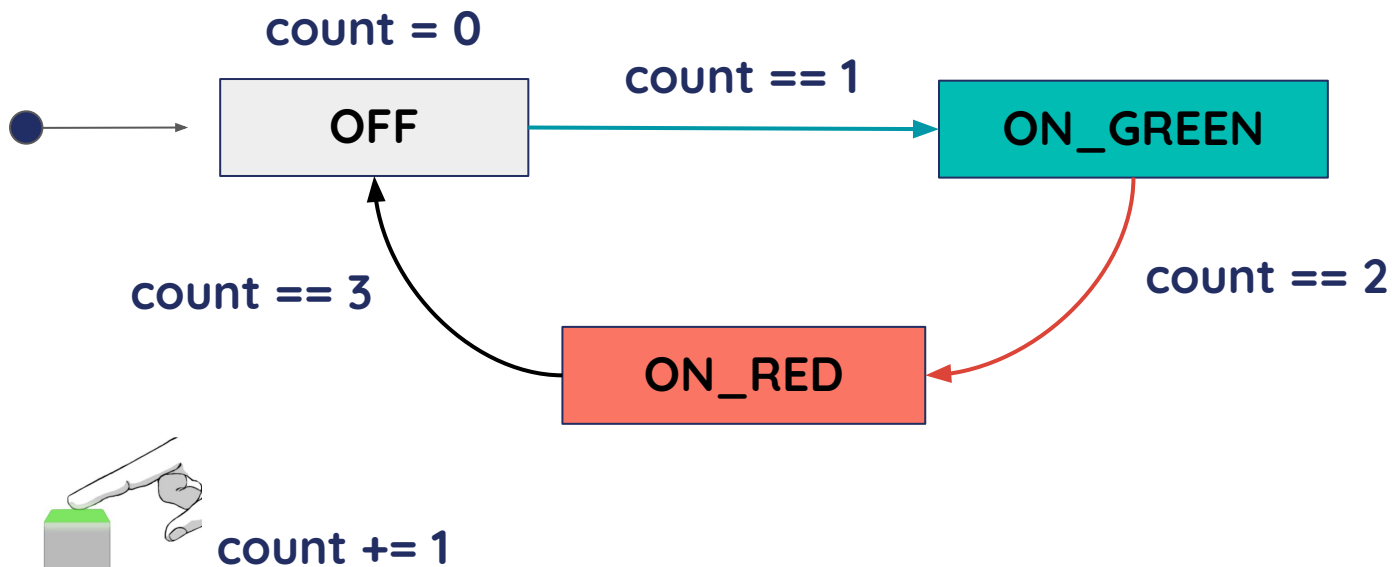 count = 0
OFF
count == 1
ON_GREEN
count == 2
count == 3
ON_RED
count += 1